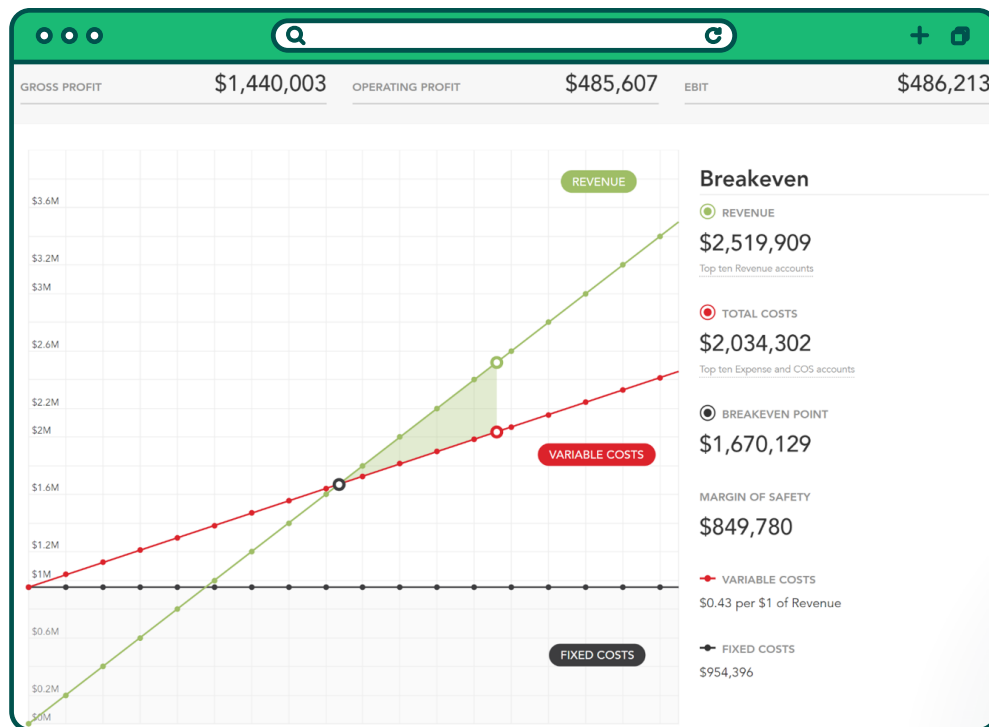 GROSS PROFIT $1,440,003 OPERATING PROFIT $485,607 EBIT $486,213
REVENUE
$3.6M
$3.2M
$3M
$2.6M
$2.2M
$2M
VARIABLE COSTS
$1.6M
$1.2M
$1M
$0.6M
FIXED COSTS
$0.2M
$0M
Breakeven
REVENUE
$2,519,909
Top ten Revenue accounts
TOTAL COSTS
$2,034,302
Top ten Expense and COS accounts
BREAKEVEN POINT
$1,670,129
MARGIN OF SAFETY
$849,780
VARIABLE COSTS
$0.43 per $1 of Revenue
FIXED COSTS
$954,396